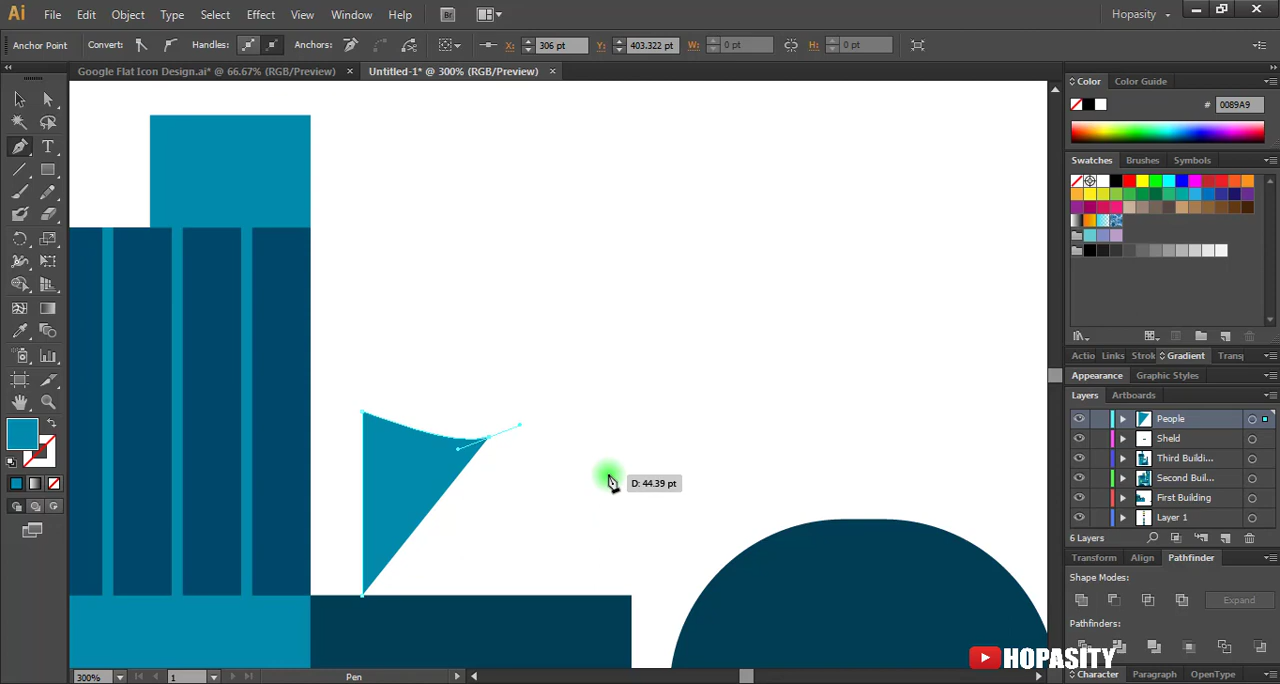 Ai File Edit Object Type Select Effect View Window Help Br Hopasity
Anchor Point Convert: Handles: Anchors: X: 306 pt Y: 403.322 pt W: 0 pt H: 0 pt
Google Flat Icon Design.ai* @ 66.67% (RGB/Preview) × Untitled-1* @ 300% (RGB/Preview) ×
Color Color Guide
# 0089A9
Swatches Brushes Symbols
Actio Links Strok Gradient Transp
Appearance Graphic Styles
Layers Artboards
People
Sheld
Third Buildi...
Second Buil...
First Building
Layer 1
6 Layers
Transform Align Pathfinder
Shape Modes:
Expand
Pathfinders:
Character Paragraph OpenType
D: 44.39 pt
HOPASITY
300% 1 Pen